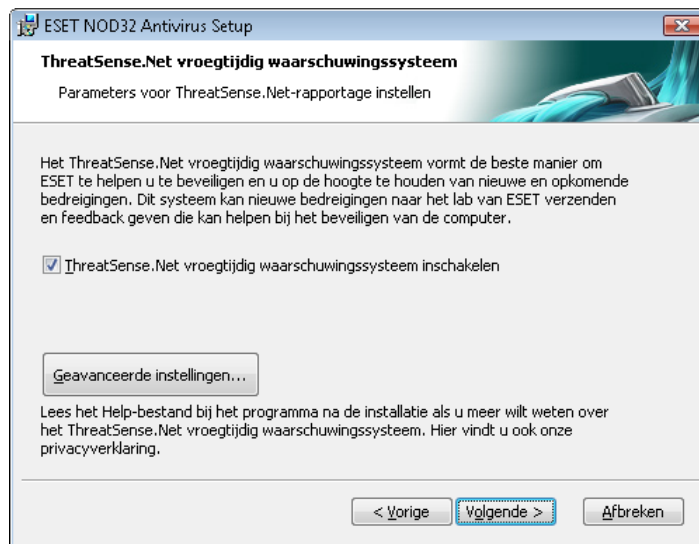 ESET NOD32 Antivirus Setup
ThreatSense.Net vroegtijdig waarschuwingssysteem
Parameters voor ThreatSense.Net-rapportage instellen
Het ThreatSense.Net vroegtijdig waarschuwingssysteem vormt de beste manier om
ESET te helpen u te beveiligen en u op de hoogte te houden van nieuwe en opkomende
bedreigingen. Dit systeem kan nieuwe bedreigingen naar het lab van ESET verzenden
en feedback geven die kan helpen bij het beveiligen van de computer.
ThreatSense.Net vroegtijdig waarschuwingssysteem inschakelen
Geavanceerde instellingen...
Lees het Help-bestand bij het programma na de installatie als u meer wilt weten over
het ThreatSense.Net vroegtijdig waarschuwingssysteem. Hier vindt u ook onze
privacyverklaring.
< Vorige
Volgende >
Afbreken